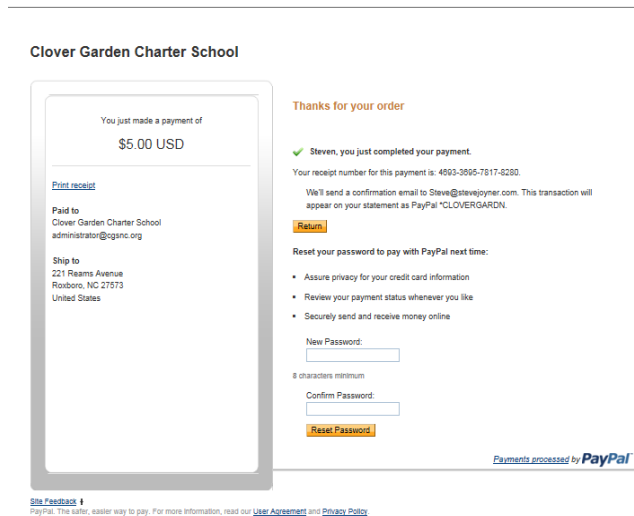 Clover Garden Charter School
You just made a payment of
$5.00 USD
Print receipt
Paid to
Clover Garden Charter School
administrator@cgsnc.org
Ship to
221 Reams Avenue
Roxboro, NC 27573
United States
Thanks for your order
Steven, you just completed your payment.
Your receipt number for this payment is: 4693-3695-7817-8280.
We'll send a confirmation email to Steve@stevejoyner.com. This transaction will
appear on your statement as PayPal *CLOVERGARDN.
Return
Reset your password to pay with PayPal next time:
Assure privacy for your credit card information
Review your payment status whenever you like
Securely send and receive money online
New Password:
8 characters minimum
Confirm Password:
Reset Password
Payments processed by PayPal
Site Feedback
PayPal. The safer, easier way to pay. For more information, read our User Agreement and Privacy Policy.